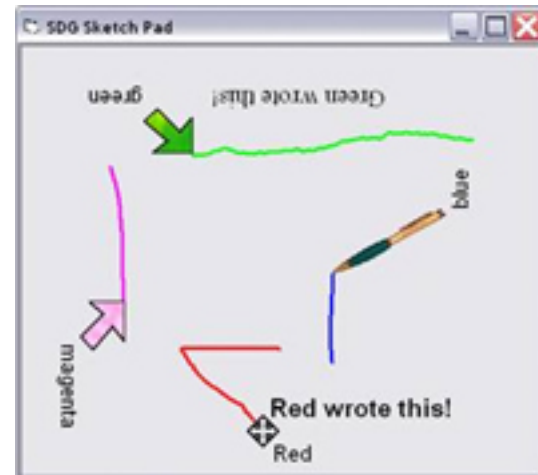 SDG Sketch Pad
green
Green wrote this!
blue
magenta
Red wrote this!
Red